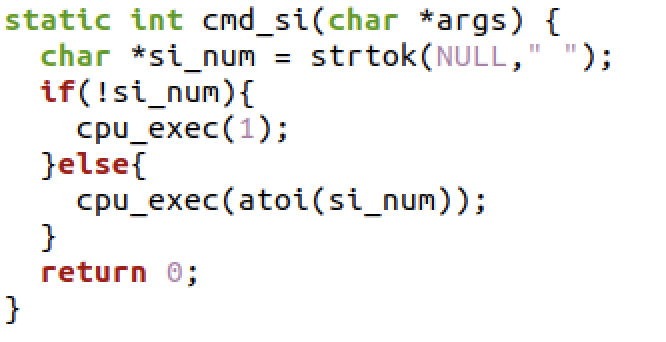 static int cmd_si(char *args) {
  char *si_num = strtok(NULL," ");
  if(!si_num){
    cpu_exec(1);
  }else{
    cpu_exec(atoi(si_num));
  }
  return 0;
}